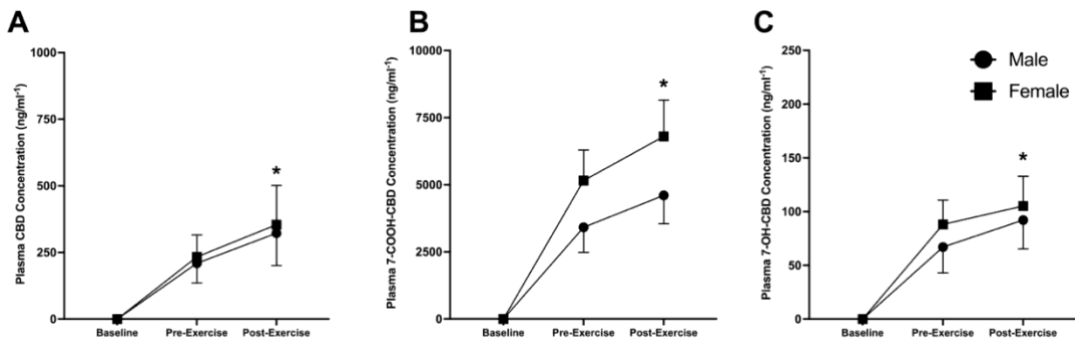 A
Plasma CBD Concentration (ng/ml⁻¹)
1000
750
500
250
0
*
Baseline
Pre-Exercise
Post-Exercise
B
Plasma 7-COOH-CBD Concentration (ng/ml⁻¹)
10000
7500
5000
2500
0
*
Baseline
Pre-Exercise
Post-Exercise
C
Plasma 7-OH-CBD Concentration (ng/ml⁻¹)
250
200
150
100
50
0
*
Baseline
Pre-Exercise
Post-Exercise
Male
Female